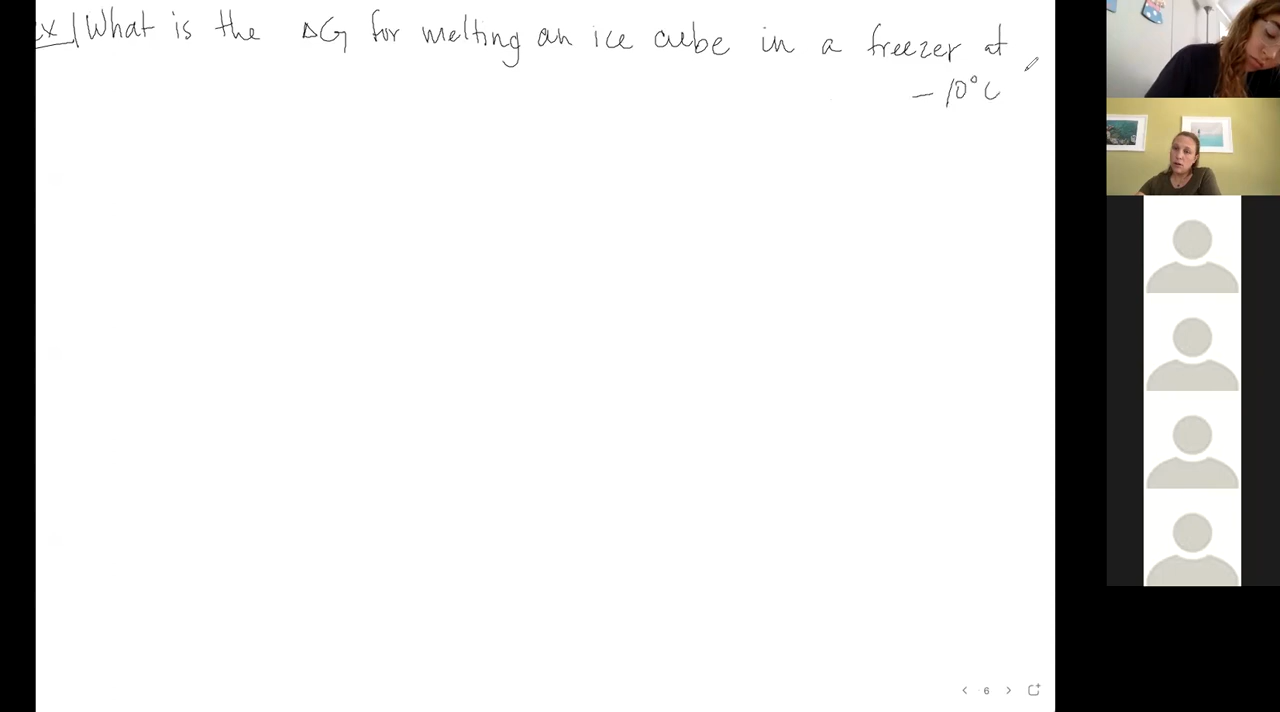 ex| What is the ΔG for melting an ice cube in a freezer at
-10°C
6